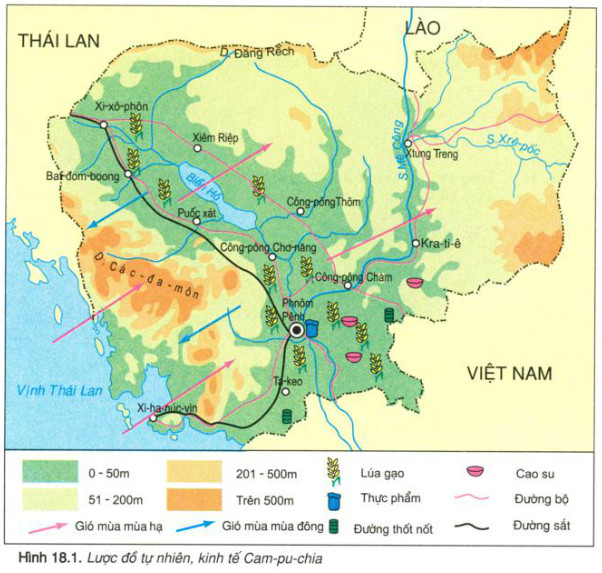 THÁI LAN
LÀO
D. Đăng Rếch
Xi-xô-phôn
Xiêm Riệp
S.Mê Công
Xtung Treng
S.Xrê-pốc
Bat-đom-boong
Biển Hồ
Công-pông Thôm
Puốc xát
Công-pông Chơ-năng
Kra-ti-ê
D. Các-đa-môn
Công-pông Chàm
Phnôm
Pênh
VIỆT NAM
Vịnh Thái Lan
Ta-keo
Xi-ha-núc-vin
0 - 50m
201 - 500m
Lúa gạo
Cao su
51 - 200m
Trên 500m
Thực phẩm
Đường bộ
Gió mùa mùa hạ
Gió mùa mùa đông
Đường thốt nốt
Đường sắt
Hình 18.1. Lược đồ tự nhiên, kinh tế Cam-pu-chia